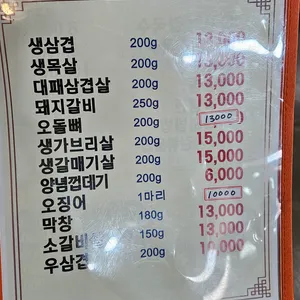 생삼겹 200g
생목살 200g
대패삼겹살 200g 13,000
돼지갈비 250g 13,000
오돌뼈 200g 13000
생가브리살 200g 15,000
생갈매기살 200g 15,000
양념껍데기 200g 6,000
오징어 1마리 10000
막창 180g 13,000
150g 13,000
우삼겹 200g 10,000